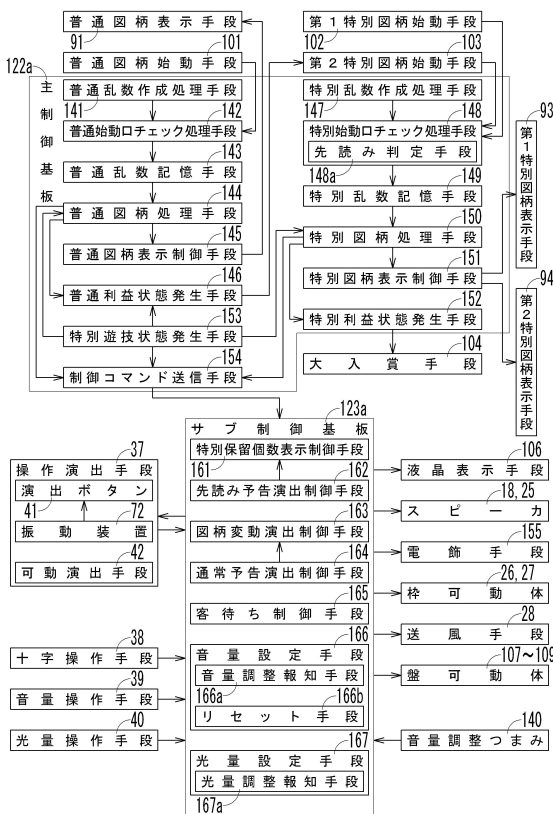 普通図柄表示手段
91
101
普通図柄始動手段
第1特別図柄始動手段
102
103
第2特別図柄始動手段
122a
主制御基板
普通乱数作成処理手段
141
142
普通始動口チェック処理手段
143
普通乱数記憶手段
144
普通図柄処理手段
145
普通図柄表示制御手段
146
普通利益状態発生手段
153
特別遊技状態発生手段
154
制御コマンド送信手段
特別乱数作成処理手段
147
148
特別始動口チェック処理手段
先読み判定手段
148a
149
特別乱数記憶手段
150
特別図柄処理手段
151
特別図柄表示制御手段
152
特別利益状態発生手段
104
大入賞手段
93
第1特別図柄表示手段
94
第2特別図柄表示手段
123a
サブ制御基板
特別保留個数表示制御手段
161
162
先読み予告演出制御手段
163
図柄変動演出制御手段
164
通常予告演出制御手段
165
客待ち制御手段
166
音量設定手段
音量調整報知手段
166a
166b
リセット手段
167
光量設定手段
光量調整報知手段
167a
37
操作演出手段
演出ボタン
41
72
振動装置
42
可動演出手段
38
十字操作手段
39
音量操作手段
40
光量操作手段
106
液晶表示手段
18,25
スピーカ
155
電飾手段
26,27
枠可動体
28
送風手段
107~109
盤可動体
140
音量調整つまみ